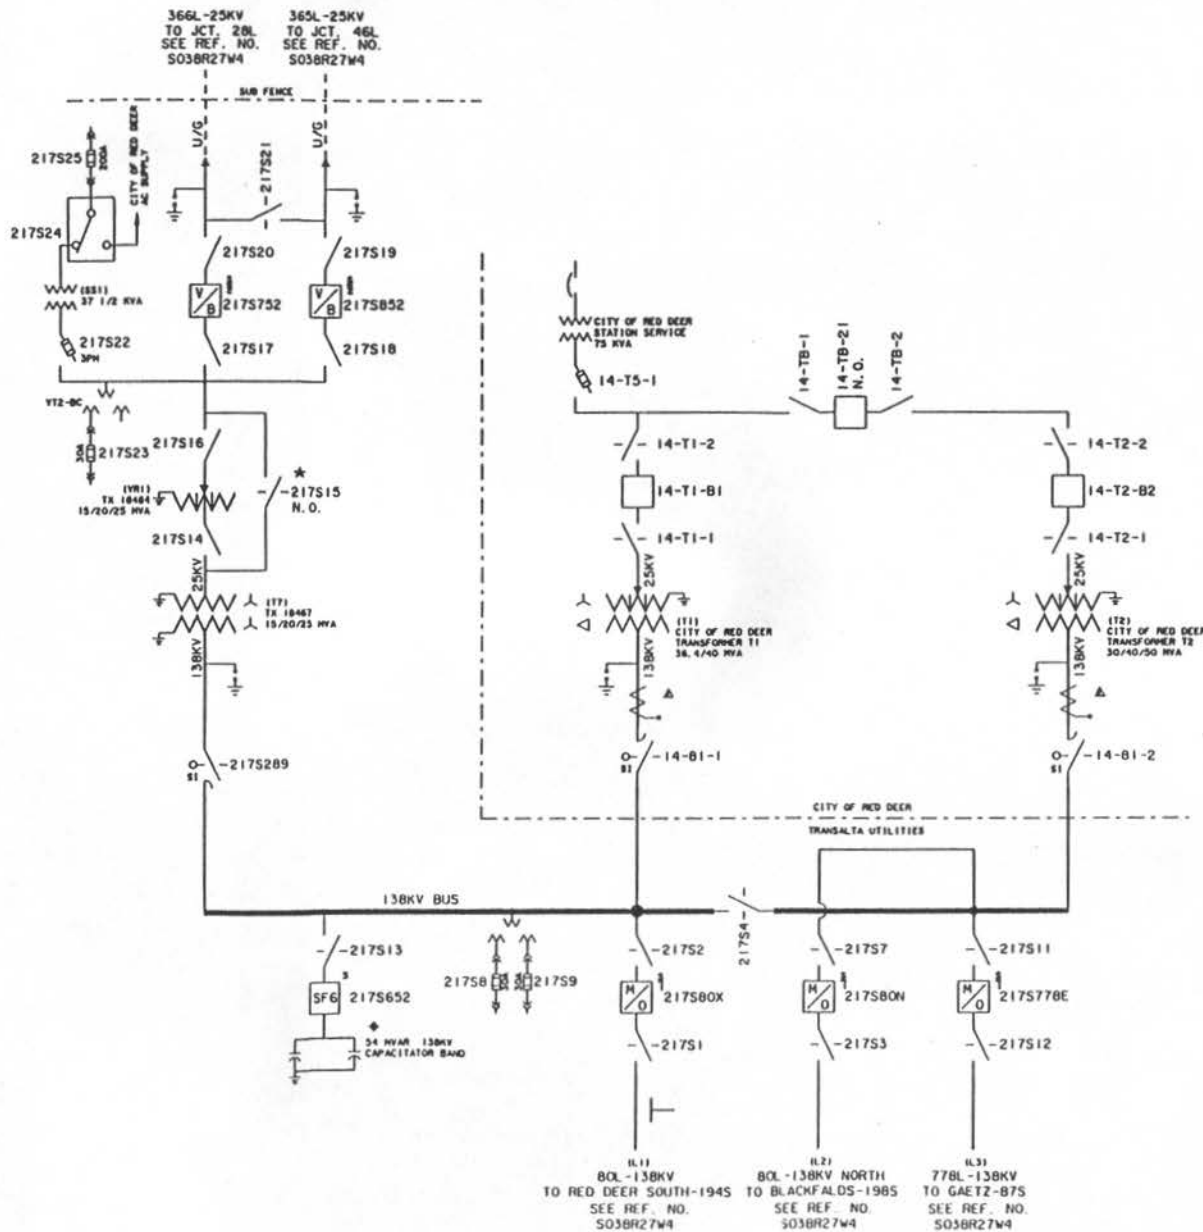 366L-25KV
TO JCT. 28L
SEE REF. NO.
S038R27W4
365L-25KV
TO JCT. 46L
SEE REF. NO.
S038R27W4
SUB FENCE
U/G
U/G
217S25
200A
CITY OF RED DEER
AC SUPPLY
217S21
217S24
217S20
217S19
(SS1)
37 1/2 KVA
V/B
217S752
V/B
217S852
217S22
3PH
217S17
217S18
VT2-BC
30A
217S23
217S16
217S15
N.O.
(VR1)
TX 18484
15/20/25 MVA
217S14
25KV
(T7)
TX 18467
15/20/25 MVA
138KV
217S289
SI
CITY OF RED DEER
STATION SERVICE
75 KVA
14-T5-1
14-TB-1
14-TB-21
N.O.
14-TB-2
14-T1-2
14-T2-2
14-T1-B1
14-T2-B2
14-T1-1
14-T2-1
25KV
25KV
(T1)
CITY OF RED DEER
TRANSFORMER T1
36.4/40 MVA
(T2)
CITY OF RED DEER
TRANSFORMER T2
30/40/50 MVA
138KV
138KV
14-81-1
SI
14-81-2
SI
CITY OF RED DEER
TRANSALTA UTILITIES
138KV BUS
217S4
217S13
S
SF6
217S652
54 MVAR 138KV
CAPACITATOR BAND
217S8
217S9
217S2
217S7
217S11
M/O
217S80X
M/O
217S80N
M/O
217S778E
217S1
217S3
217S12
(L1)
80L-138KV
TO RED DEER SOUTH-194S
SEE REF. NO.
S038R27W4
(L2)
80L-138KV NORTH
TO BLACKFALDS-198S
SEE REF. NO.
S038R27W4
(L3)
778L-138KV
TO GAETZ-87S
SEE REF. NO.
S038R27W4